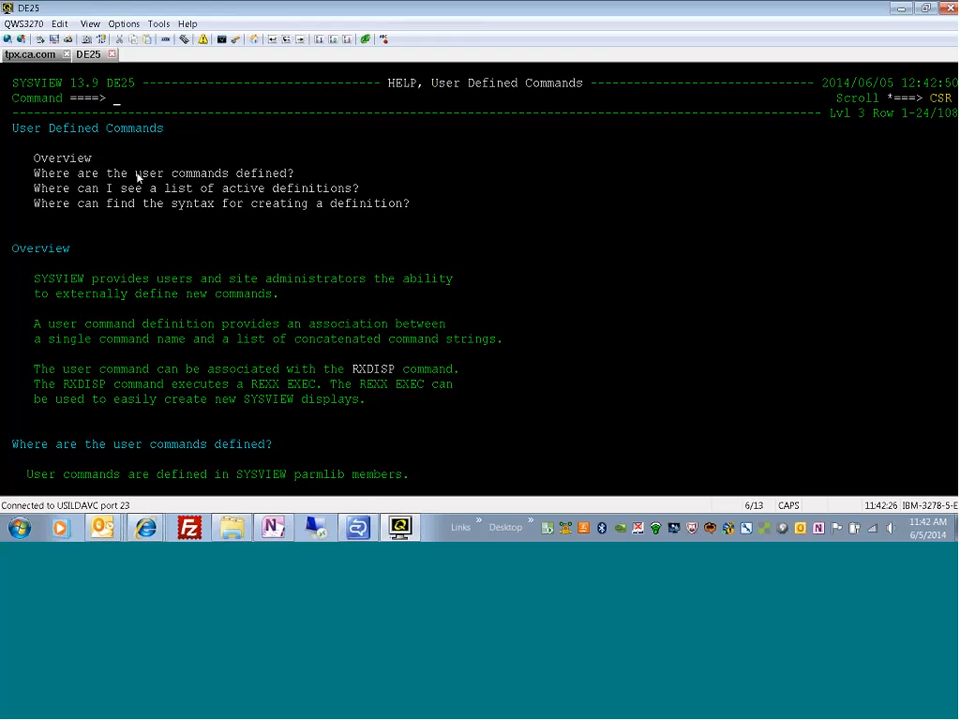 DE25
QWS3270 Edit View Options Tools Help
tpx.ca.com DE25
SYSVIEW 13.9 DE25 --------------------------------- HELP, User Defined Commands -------------------------------- 2014/06/05 12:42:50
Command ====> _ Scroll *===> CSR
Lvl 3 Row 1-24/108
User Defined Commands
Overview
Where are the user commands defined?
Where can I see a list of active definitions?
Where can find the syntax for creating a definition?
Overview
SYSVIEW provides users and site administrators the ability
to externally define new commands.
A user command definition provides an association between
a single command name and a list of concatenated command strings.
The user command can be associated with the RXDISP command.
The RXDISP command executes a REXX EXEC. The REXX EXEC can
be used to easily create new SYSVIEW displays.
Where are the user commands defined?
User commands are defined in SYSVIEW parmlib members.
Connected to USILDAVC port 23 6/13 CAPS 11:42:26 IBM-3278-5-E
Links » Desktop » 11:42 AM
6/5/2014